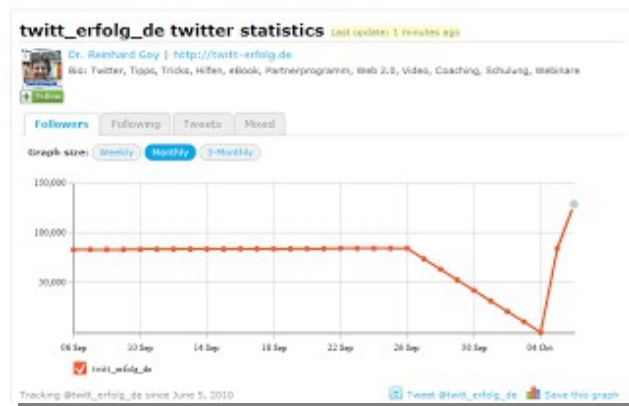 twitt_erfolg_de twitter statistics Last update: 1 minutes ago
Dr. Reinhard Goy | http://twitt-erfolg.de
Bio: Twitter, Tipps, Tricks, Hilfen, eBook, Partnerprogramm, Web 2.0, Video, Coaching, Schulung, Webinare
Follow
Followers Following Tweets Mixed
Graph size: Weekly Monthly 3-Monthly
150,000
100,000
50,000
06 Sep 10 Sep 14 Sep 18 Sep 22 Sep 26 Sep 30 Sep 04 Oct
twitt_erfolg_de
Tracking @twitt_erfolg_de since June 5, 2010 Tweet @twitt_erfolg_de Save this graph